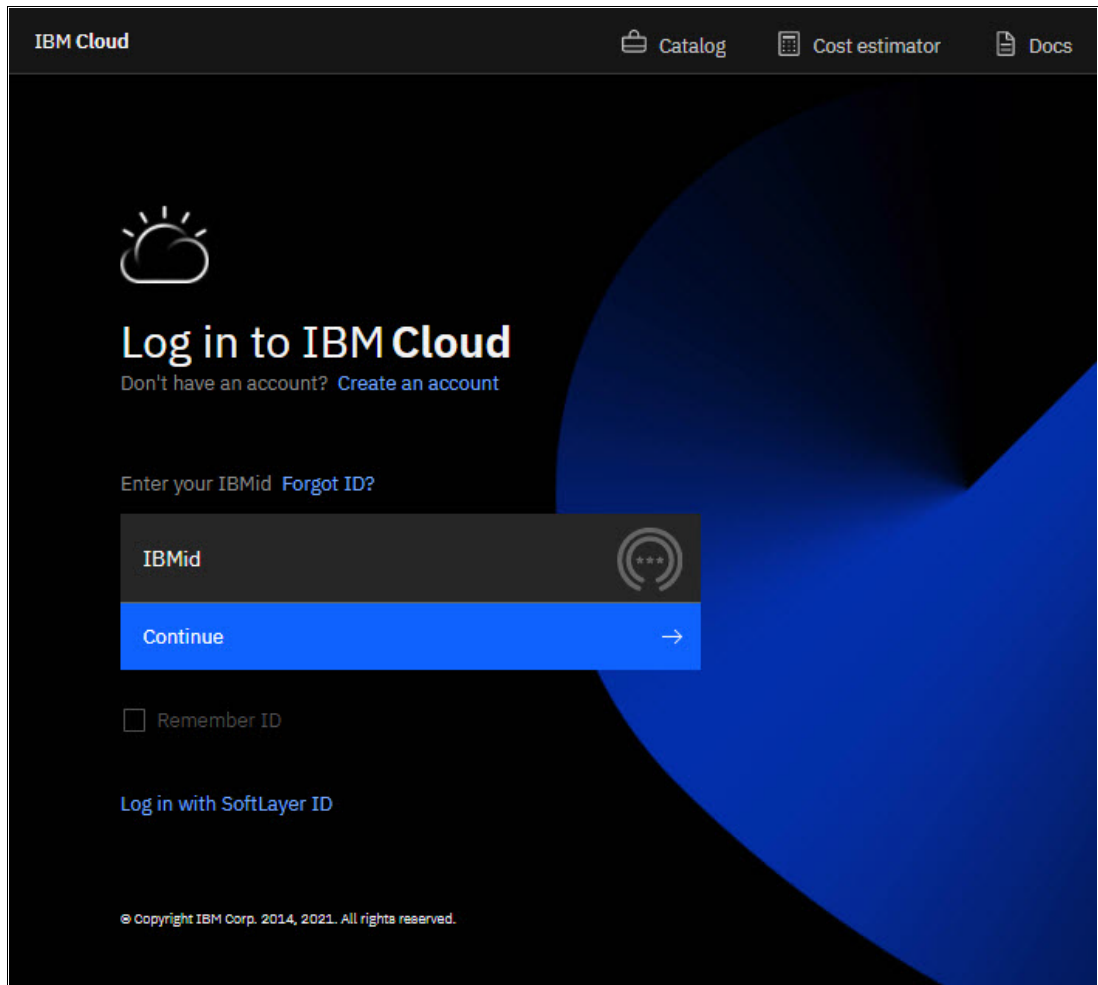 IBM Cloud Catalog Cost estimator Docs
Log in to IBM Cloud
Don't have an account? Create an account
Enter your IBMid Forgot ID?
IBMid
Continue
Remember ID
Log in with SoftLayer ID
© Copyright IBM Corp. 2014, 2021. All rights reserved.